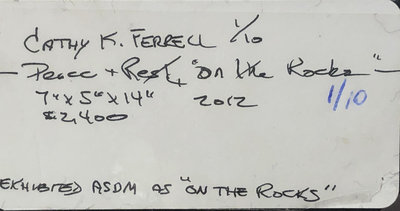 CATHY K. FERRELL 1/10
Peace + Rest, "on the Rocks"
7" x 5" x 14" 2012 1/10
$2,400
EXHIBITED ASDM AS "ON THE ROCKS"